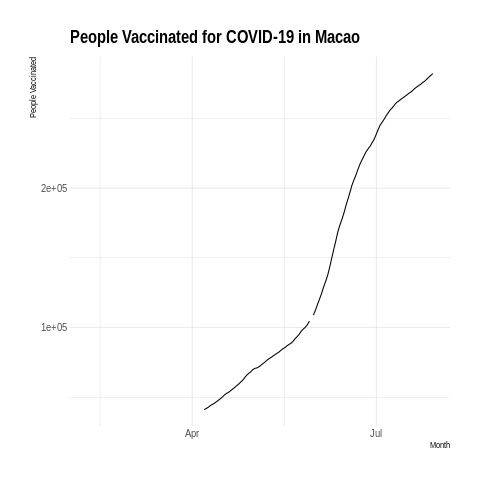 People Vaccinated for COVID-19 in Macao
People Vaccinated
2e+05
1e+05
Apr
Jul
Month